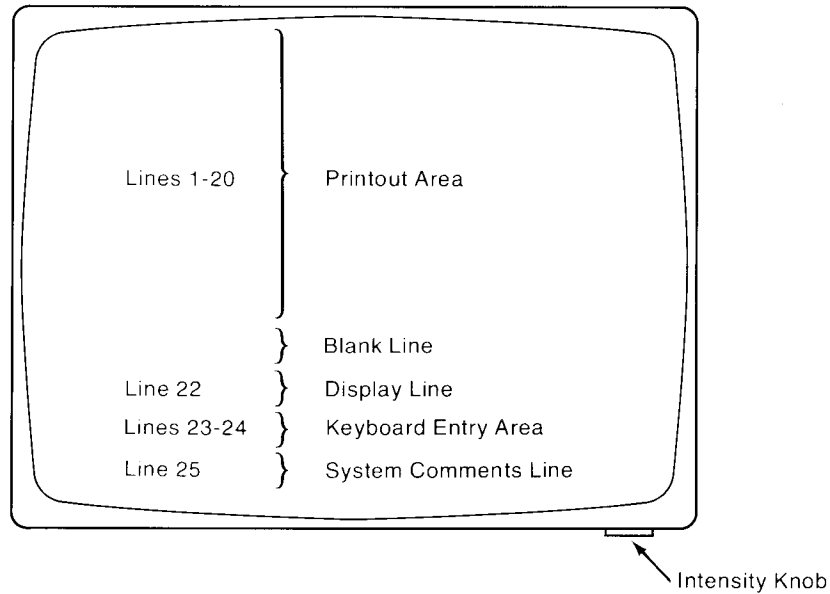 Lines 1-20 Printout Area
Blank Line
Line 22 Display Line
Lines 23-24 Keyboard Entry Area
Line 25 System Comments Line
Intensity Knob